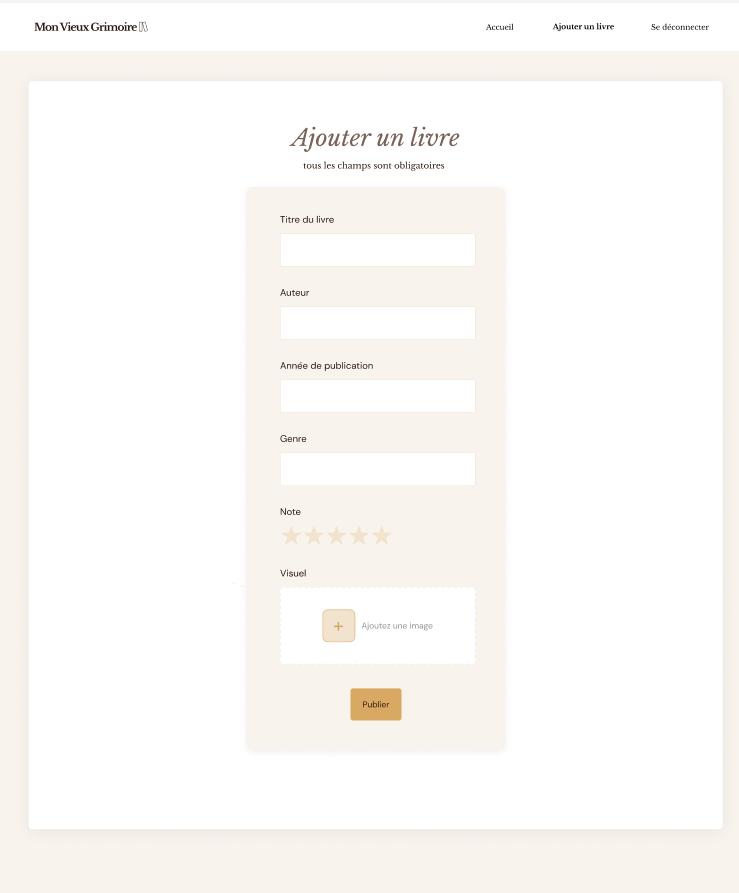 Mon Vieux Grimoire
Accueil
Ajouter un livre
Se déconnecter
Ajouter un livre
tous les champs sont obligatoires
Titre du livre
Auteur
Année de publication
Genre
Note
Visuel
+
Ajoutez une image
Publier